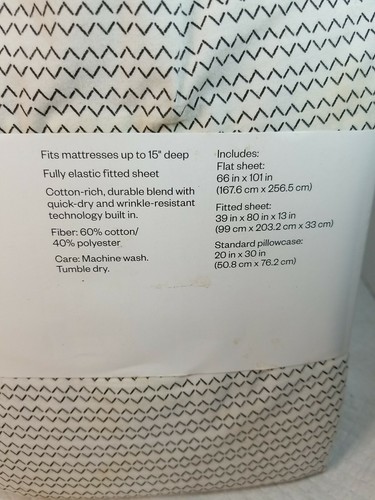 Fits mattresses up to 15" deep
Fully elastic fitted sheet
Cotton-rich, durable blend with
quick-dry and wrinkle-resistant
technology built in.
Fiber: 60% cotton/
40% polyester
Care: Machine wash.
Tumble dry.
Includes:
Flat sheet:
66 in x 101 in
(167.6 cm x 256.5 cm)
Fitted sheet:
39 in x 80 in x 13 in
(99 cm x 203.2 cm x 33 cm)
Standard pillowcase:
20 in x 30 in
(50.8 cm x 76.2 cm)